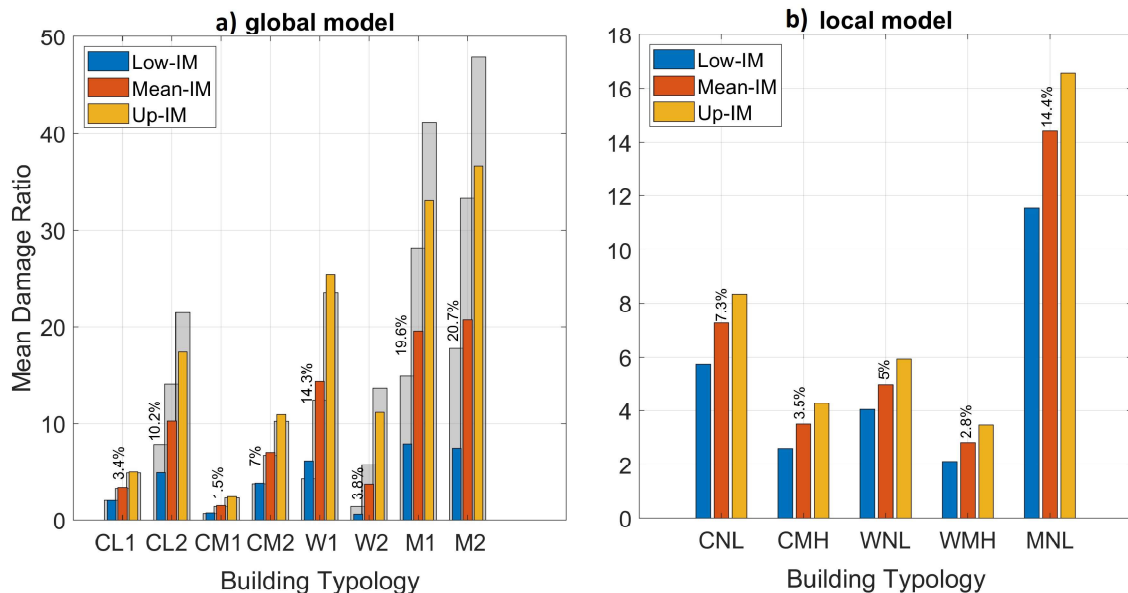 a) global model
50
40
30
20
10
0
Mean Damage Ratio
Low-IM
Mean-IM
Up-IM
3.4%
10.2%
.5%
7%
14.3%
3.8%
19.6%
20.7%
CL1 CL2 CM1 CM2 W1 W2 M1 M2
Building Typology
b) local model
18
16
14
12
10
8
6
4
2
0
Low-IM
Mean-IM
Up-IM
7.3%
3.5%
5%
2.8%
14.4%
CNL CMH WNL WMH MNL
Building Typology